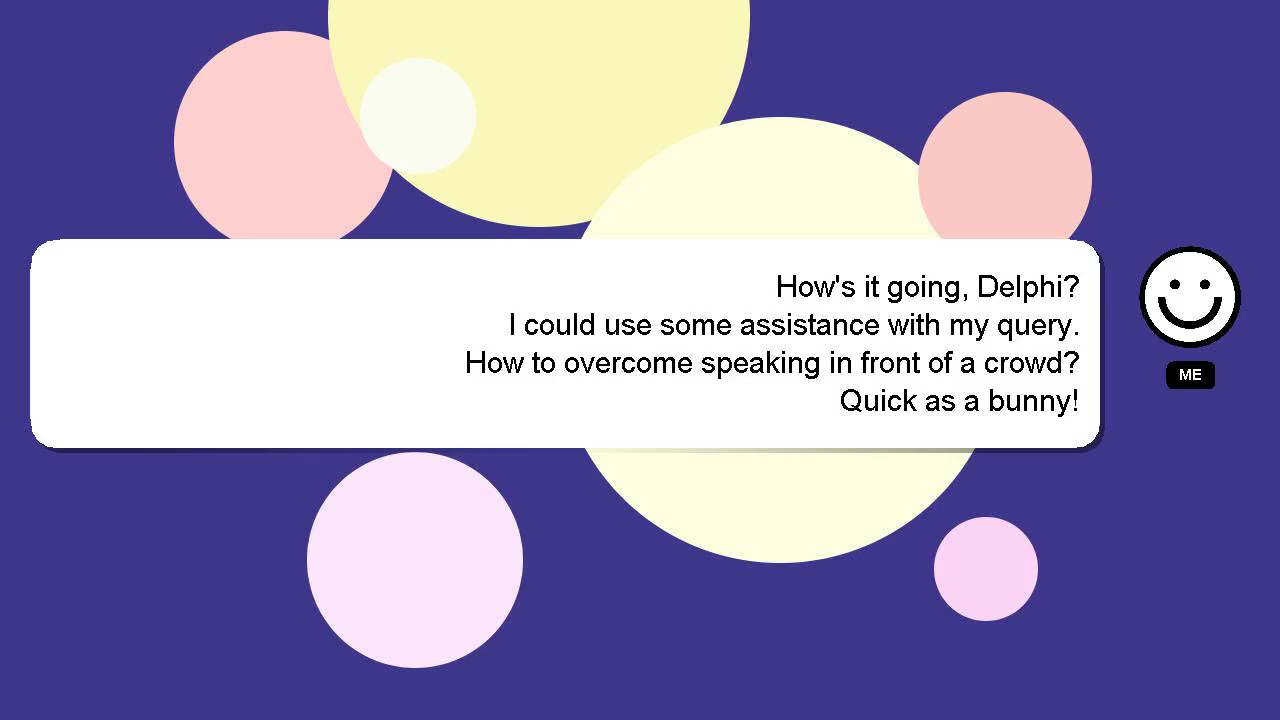 How's it going, Delphi?
I could use some assistance with my query.
How to overcome speaking in front of a crowd?
Quick as a bunny!
ME